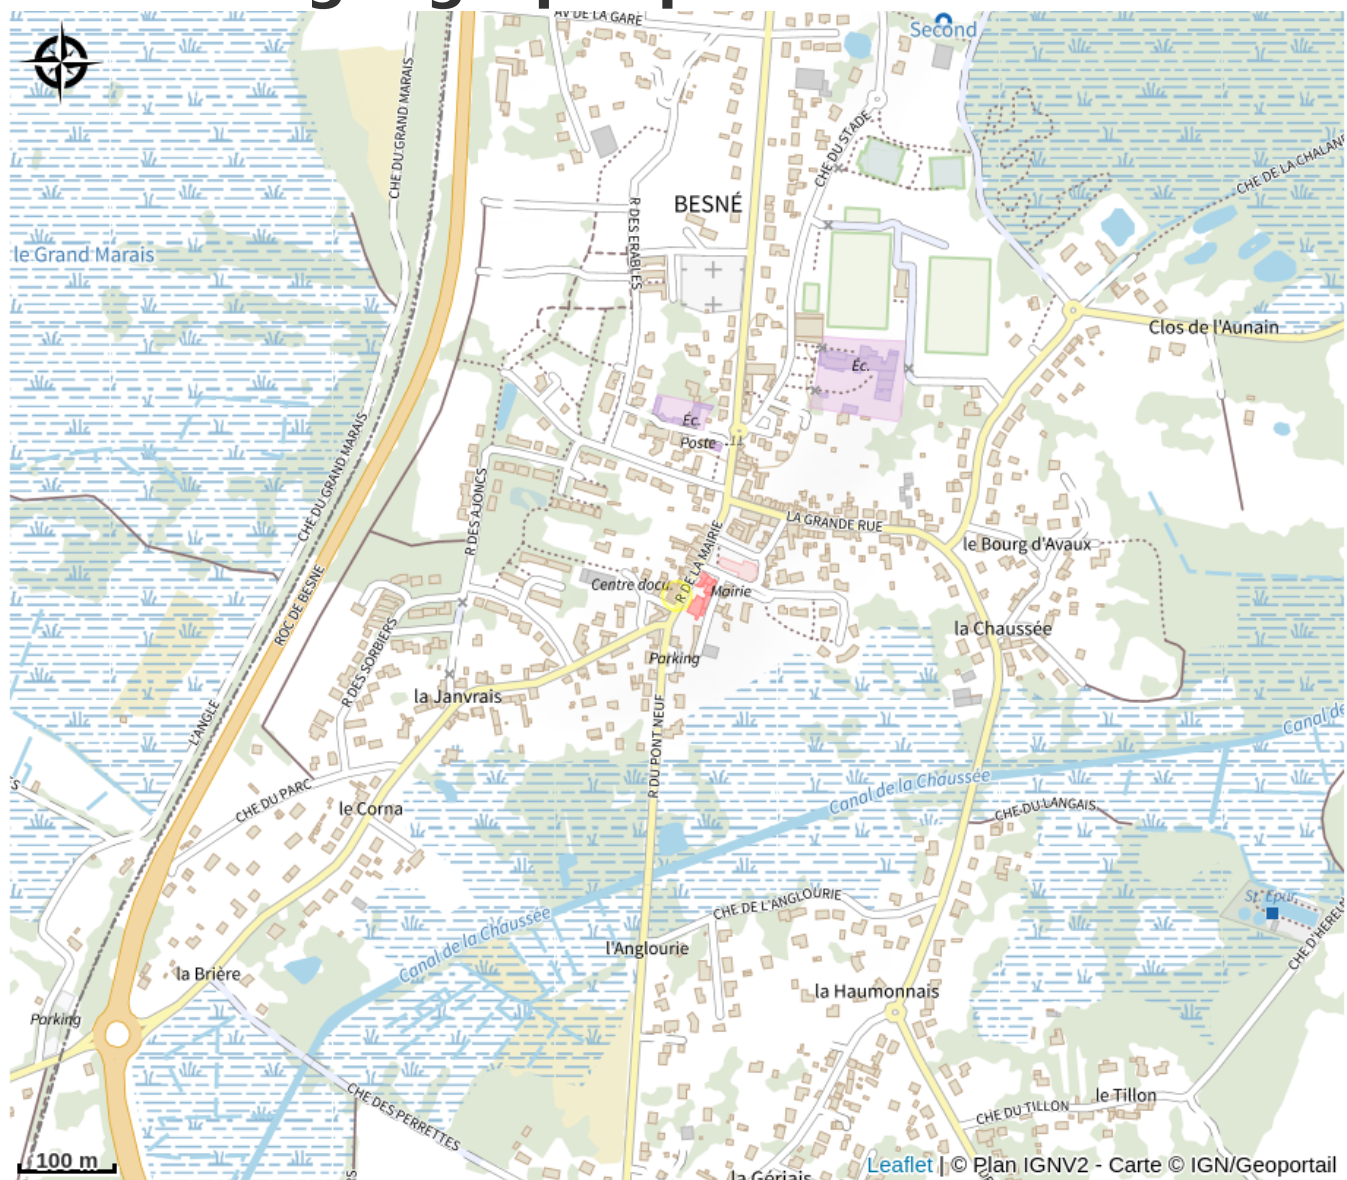 AV DE LA GARE
Second
CHE DU GRAND MARAIS
CHE DU STADE
CHE DE LA CHALAN
BESNÉ
R DES ERABLES
le Grand Marais
Clos de l'Aunain
Éc.
Éc.
Poste
11
CHE DU GRAND MARAIS
R DES AJONCS
LA GRANDE RUE
R DE LA MAIRIE
le Bourg d'Avaux
Centre docu.
Mairie
ROC DE BESNE
la Chaussée
R DES SORBIERS
Parking
la Janvrais
L'ANGLE
R DU PONT NEUF
Canal de
Canal de la Chaussée
CHE DU PARC
le Corna
CHE DU LANGAIS
St. Epur.
CHE DE L'ANGLOURIE
Canal de la Chaussée
l'Anglourie
CHE D'HEREIN
la Brière
la Haumonnais
Parking
CHE DES PERRETTES
CHE DU TILLON
le Tillon
la Gériais
100 m
Leaflet | © Plan IGNV2 - Carte © IGN/Geoportail